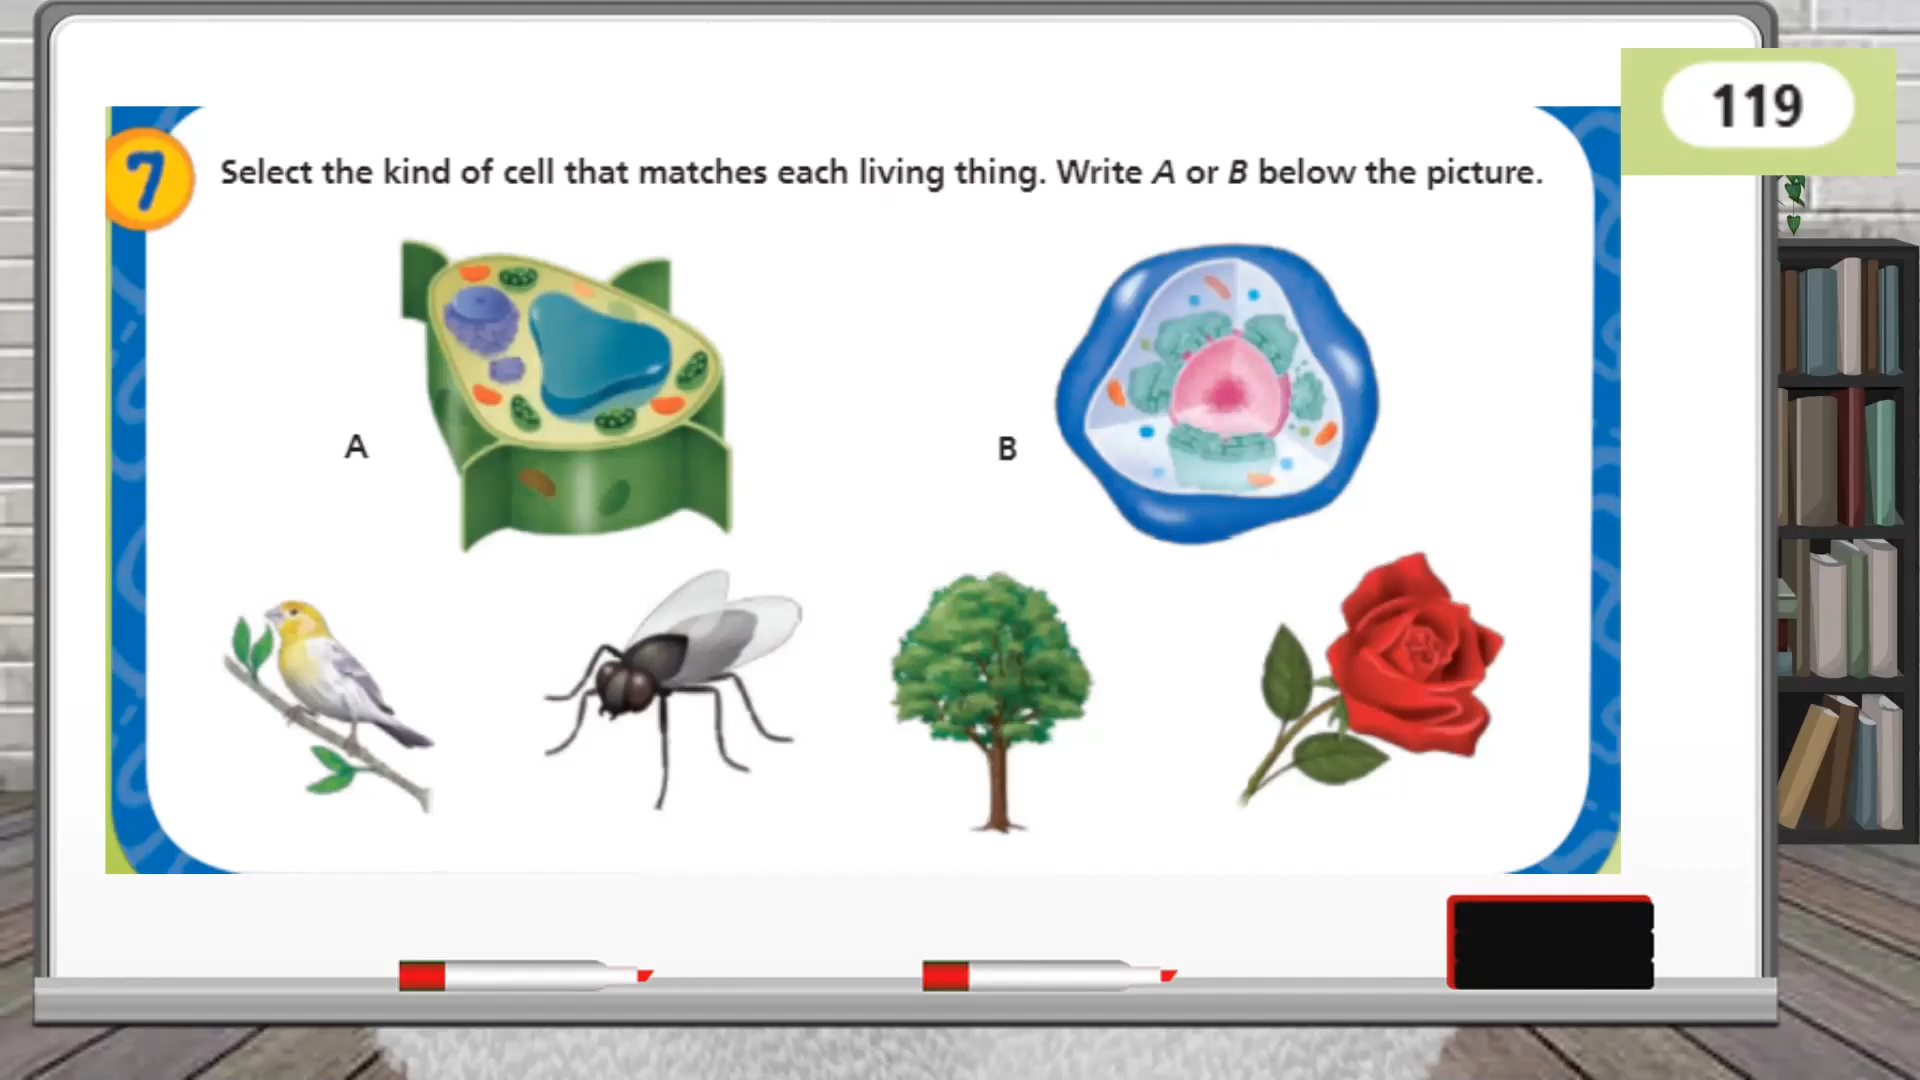 119
7
Select the kind of cell that matches each living thing. Write A or B below the picture.
A
B